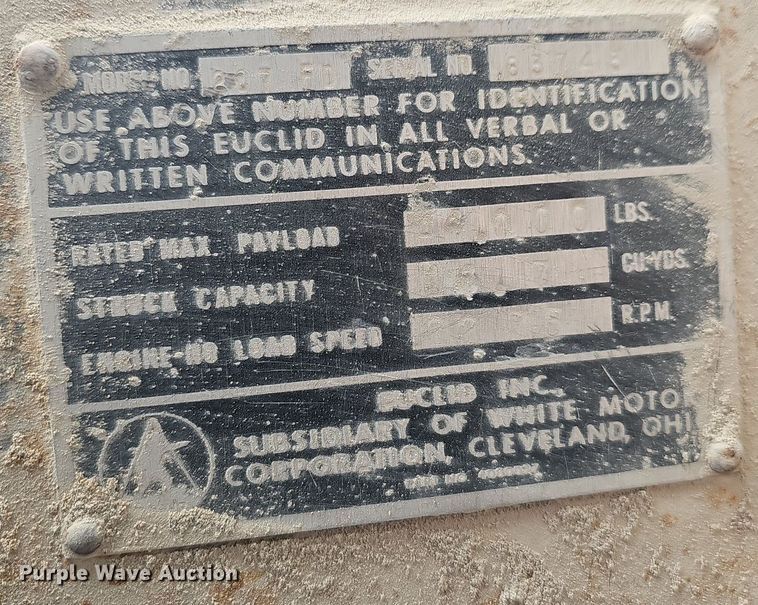 MODEL NO. SERIAL NO.
USE ABOVE NUMBER FOR IDENTIFICATION
OF THIS EUCLID IN ALL VERBAL OR
WRITTEN COMMUNICATIONS.
RATED MAX. PAYLOAD LBS.
STRUCK CAPACITY CU. YDS.
ENGINE-NO LOAD SPEED R.P.M.
EUCLID INC.,
SUBSIDIARY OF WHITE MOTO
CORPORATION, CLEVELAND, OHI
Purple Wave Auction